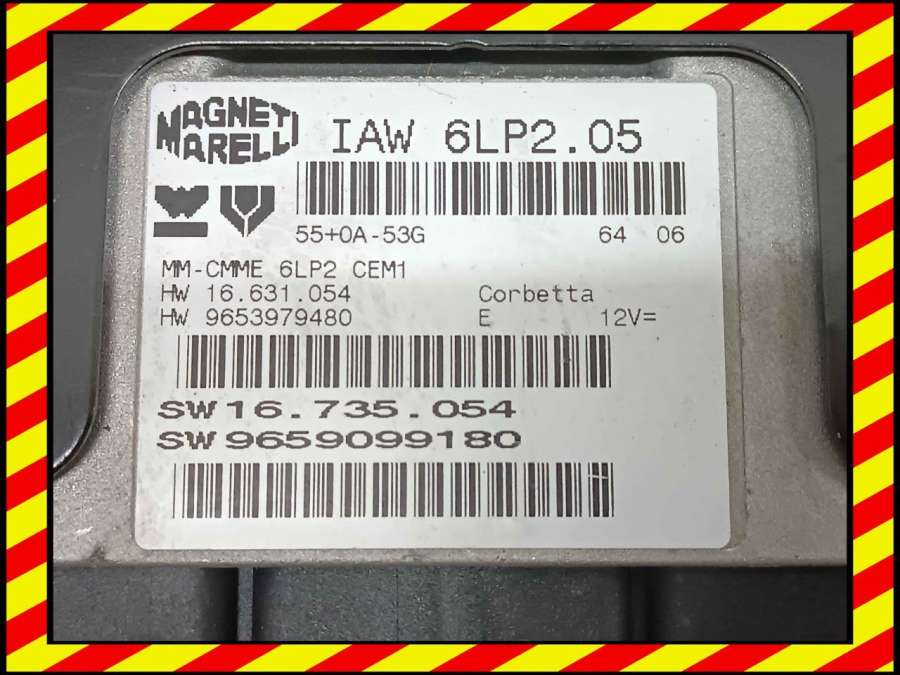 MAGNETI
MARELLI
IAW 6LP2.05
55+0A-53G 64 06
MM-CMME 6LP2 CEM1
HW 16.631.054 Corbetta
HW 9653979480 E 12V=
SW 16.735.054
SW 9659099180